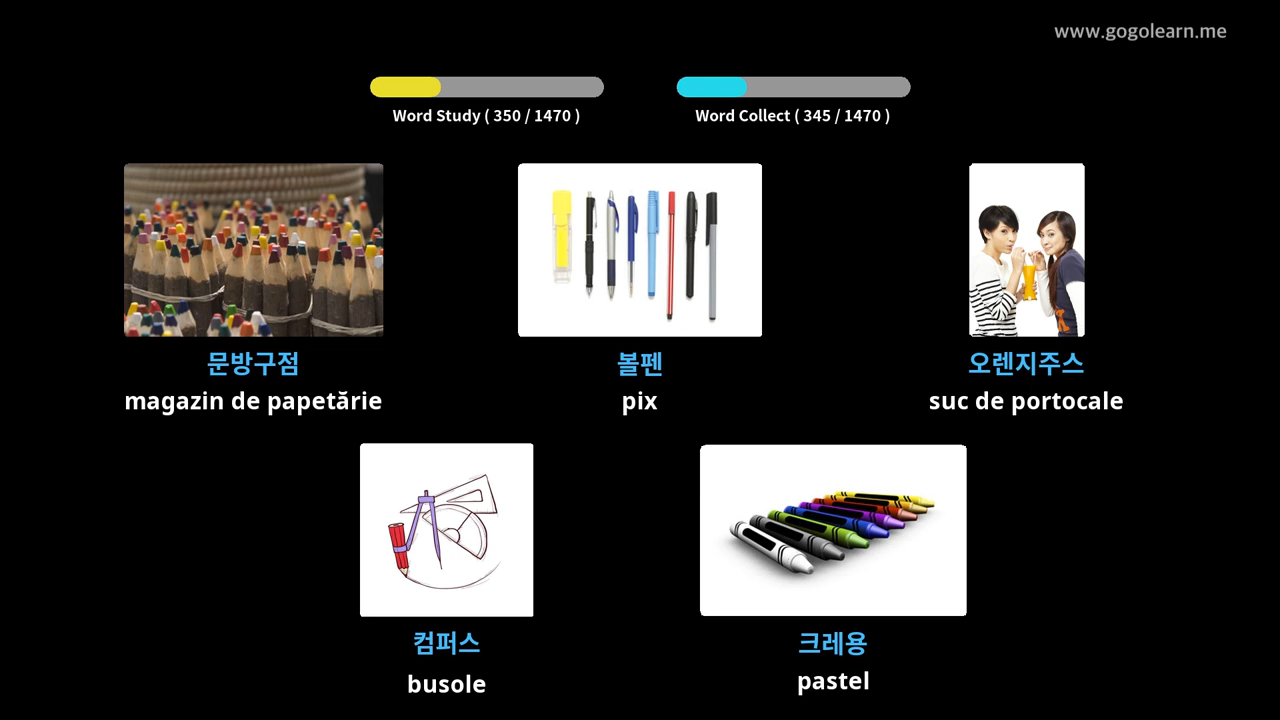 www.gogolearn.me
Word Study ( 350 / 1470 )
Word Collect ( 345 / 1470 )
문방구점
볼펜
오렌지주스
magazin de papetărie
pix
suc de portocale
컴퍼스
크레용
busole
pastel